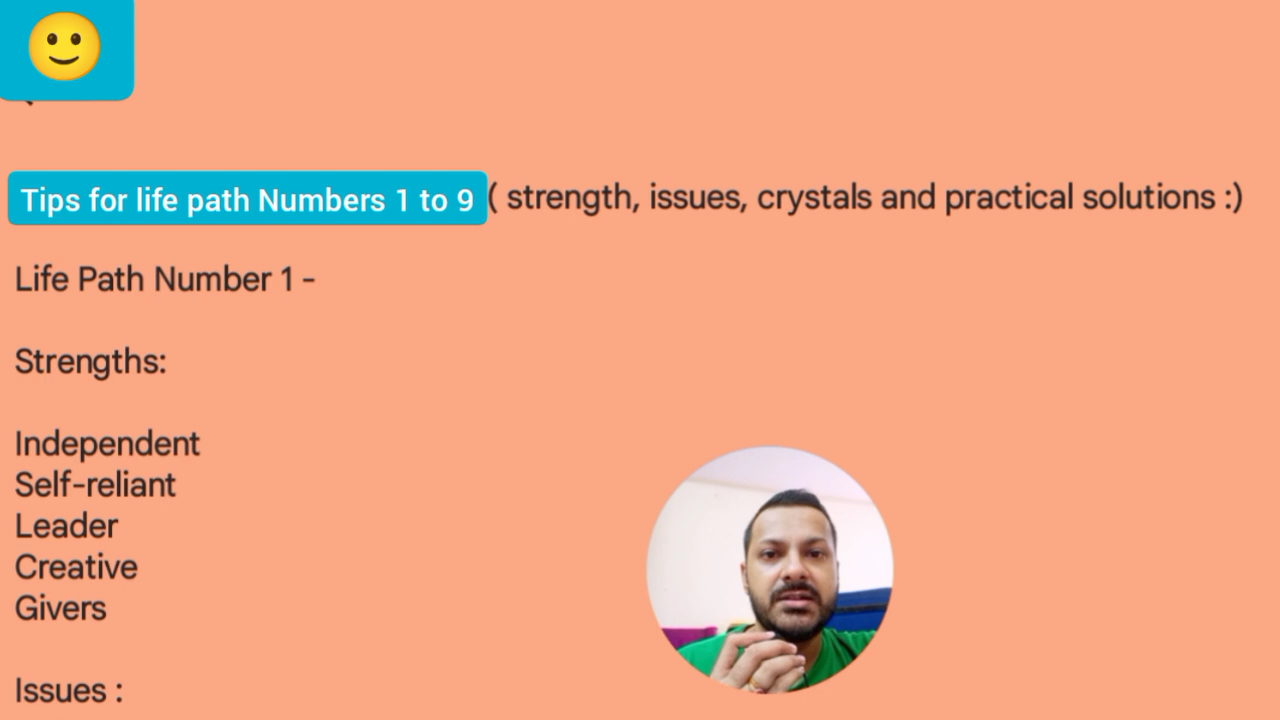 Tips for life path Numbers 1 to 9 ( strength, issues, crystals and practical solutions :)
Life Path Number 1 -
Strengths:
Independent
Self-reliant
Leader
Creative
Givers
Issues :